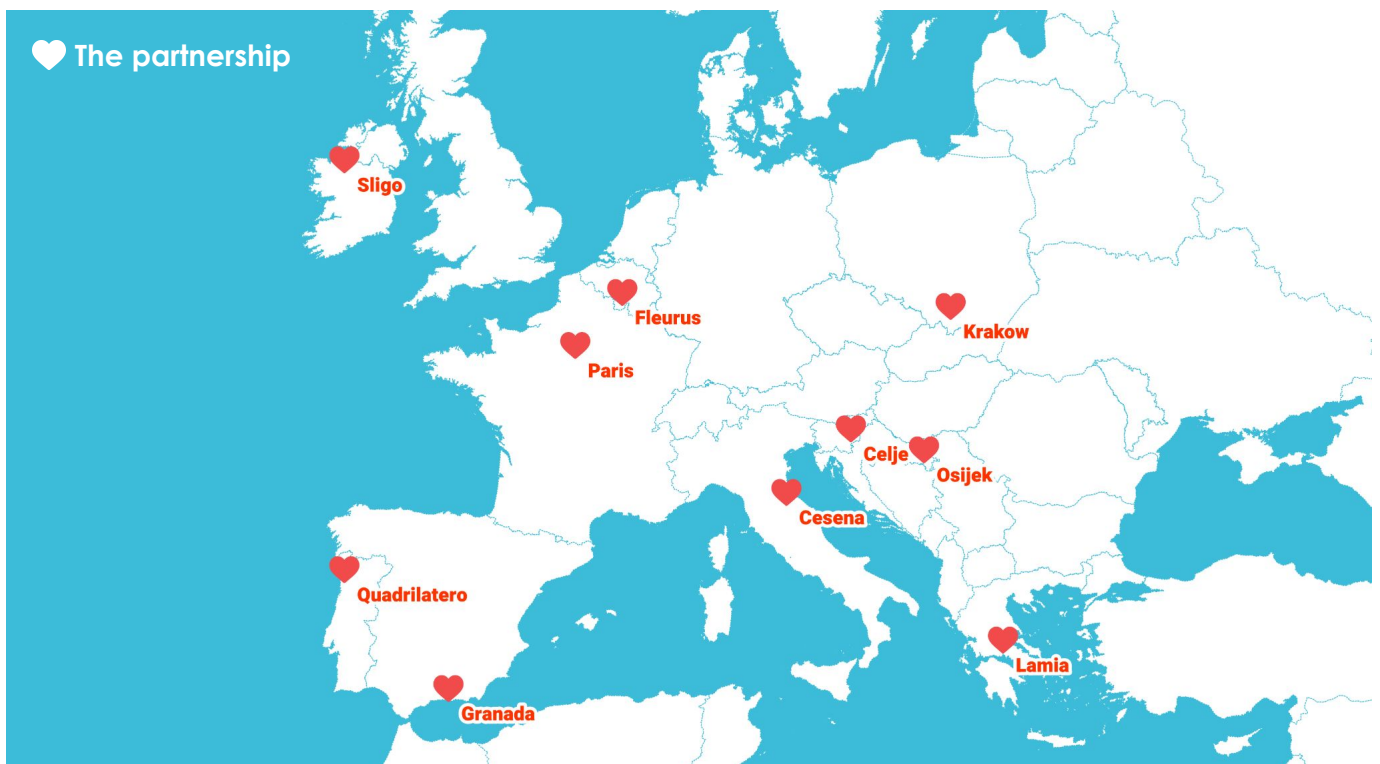 The partnership
Sligo
Fleurus
Krakow
Paris
Celje
Osijek
Cesena
Quadrilatero
Lamia
Granada